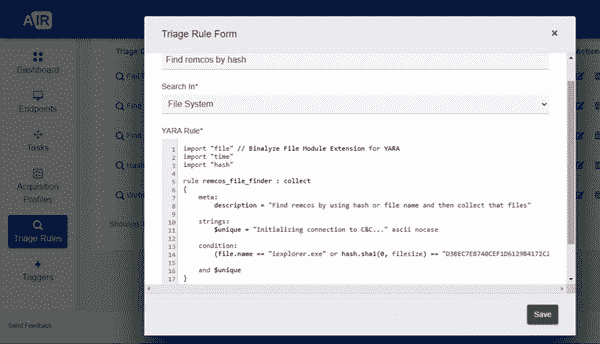 AIR
Triage Rule Form
×
Dashboard
Endpoints
Tasks
Acquisition
Profiles
Triage Rules
Triggers
Send Feedback
Find remcos by hash
Search In*
File System
YARA Rule*
1 import "file" // Binalyze File Module Extension for YARA
2 import "time"
3 import "hash"
4
5 rule remcos_file_finder : collect
6 {
7 meta:
8 description = "Find remcos by using hash or file name and then collect that files"
9
10 strings:
11 $unique = "Initializing connection to C&C..." ascii nocase
12
13 condition:
14 (file.name == "iexplorer.exe" or hash.sha1(0, filesize) == "D3BEC7E8740CEF1D6129B4172C2
15
16 and $unique
17 }
Save